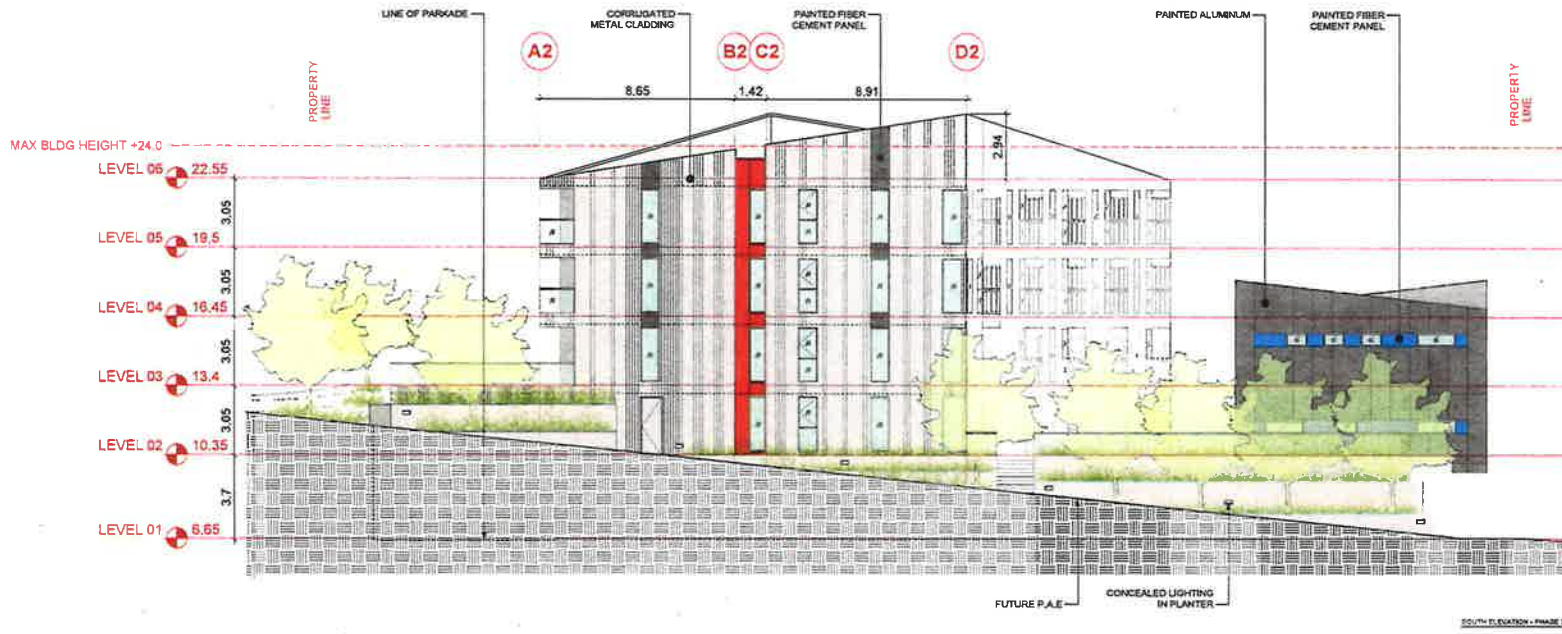 LINE OF PARKADE
CORRUGATED
METAL CLADDING
PAINTED FIBER
CEMENT PANEL
PAINTED ALUMINUM
PAINTED FIBER
CEMENT PANEL
A2
B2
C2
D2
PROPERTY
LINE
PROPERTY
LINE
8.65
1.42
8.91
2.94
MAX BLDG HEIGHT +24.0
LEVEL 06 22.55
3.05
LEVEL 05 19,5
3.05
LEVEL 04 16.45
3.05
LEVEL 03 13.4
3.05
LEVEL 02 10.35
3.7
LEVEL 01 6,65
FUTURE P.A.E
CONCEALED LIGHTING
IN PLANTER
SOUTH ELEVATION - PHASE